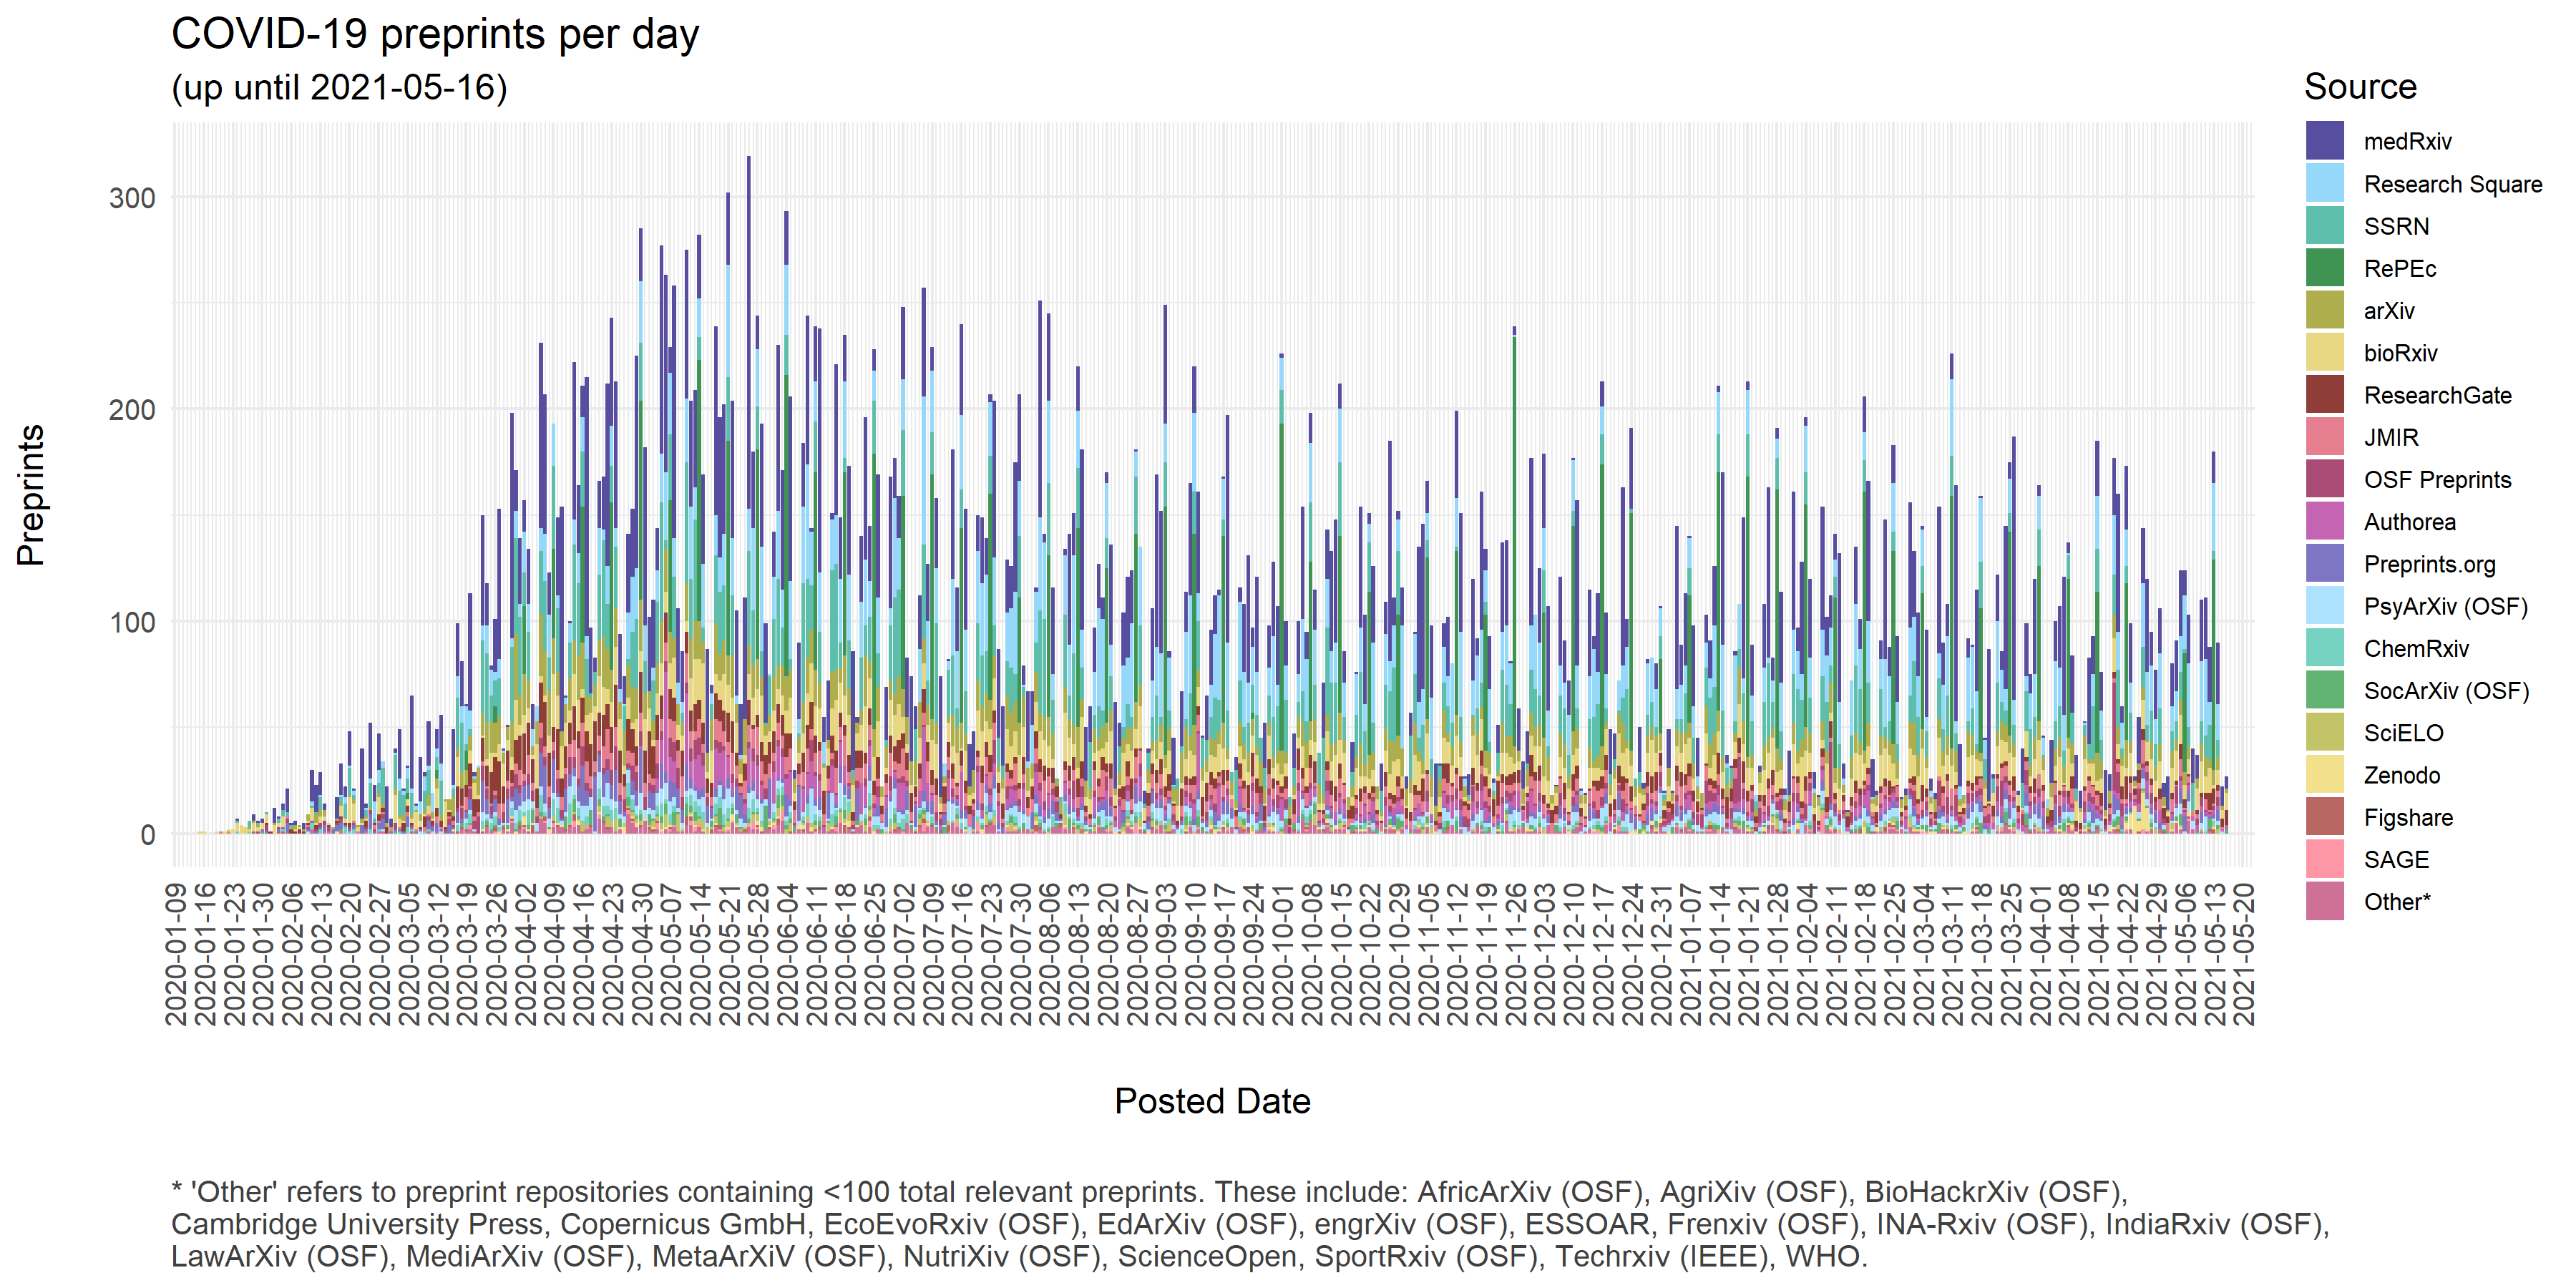 COVID-19 preprints per day
(up until 2021-05-16)
Preprints
300
200
100
0
2020-01-09
2020-01-16
2020-01-23
2020-01-30
2020-02-06
2020-02-13
2020-02-20
2020-02-27
2020-03-05
2020-03-12
2020-03-19
2020-03-26
2020-04-02
2020-04-09
2020-04-16
2020-04-23
2020-04-30
2020-05-07
2020-05-14
2020-05-21
2020-05-28
2020-06-04
2020-06-11
2020-06-18
2020-06-25
2020-07-02
2020-07-09
2020-07-16
2020-07-23
2020-07-30
2020-08-06
2020-08-13
2020-08-20
2020-08-27
2020-09-03
2020-09-10
2020-09-17
2020-09-24
2020-10-01
2020-10-08
2020-10-15
2020-10-22
2020-10-29
2020-11-05
2020-11-12
2020-11-19
2020-11-26
2020-12-03
2020-12-10
2020-12-17
2020-12-24
2020-12-31
2021-01-07
2021-01-14
2021-01-21
2021-01-28
2021-02-04
2021-02-11
2021-02-18
2021-02-25
2021-03-04
2021-03-11
2021-03-18
2021-03-25
2021-04-01
2021-04-08
2021-04-15
2021-04-22
2021-04-29
2021-05-06
2021-05-13
2021-05-20
Posted Date
Source
medRxiv
Research Square
SSRN
RePEc
arXiv
bioRxiv
ResearchGate
JMIR
OSF Preprints
Authorea
Preprints.org
PsyArXiv (OSF)
ChemRxiv
SocArXiv (OSF)
SciELO
Zenodo
Figshare
SAGE
Other*
* 'Other' refers to preprint repositories containing <100 total relevant preprints. These include: AfricArXiv (OSF), AgriXiv (OSF), BioHackrXiv (OSF),
Cambridge University Press, Copernicus GmbH, EcoEvoRxiv (OSF), EdArXiv (OSF), engrXiv (OSF), ESSOAR, Frenxiv (OSF), INA-Rxiv (OSF), IndiaRxiv (OSF),
LawArXiv (OSF), MediArXiv (OSF), MetaArXiV (OSF), NutriXiv (OSF), ScienceOpen, SportRxiv (OSF), Techrxiv (IEEE), WHO.